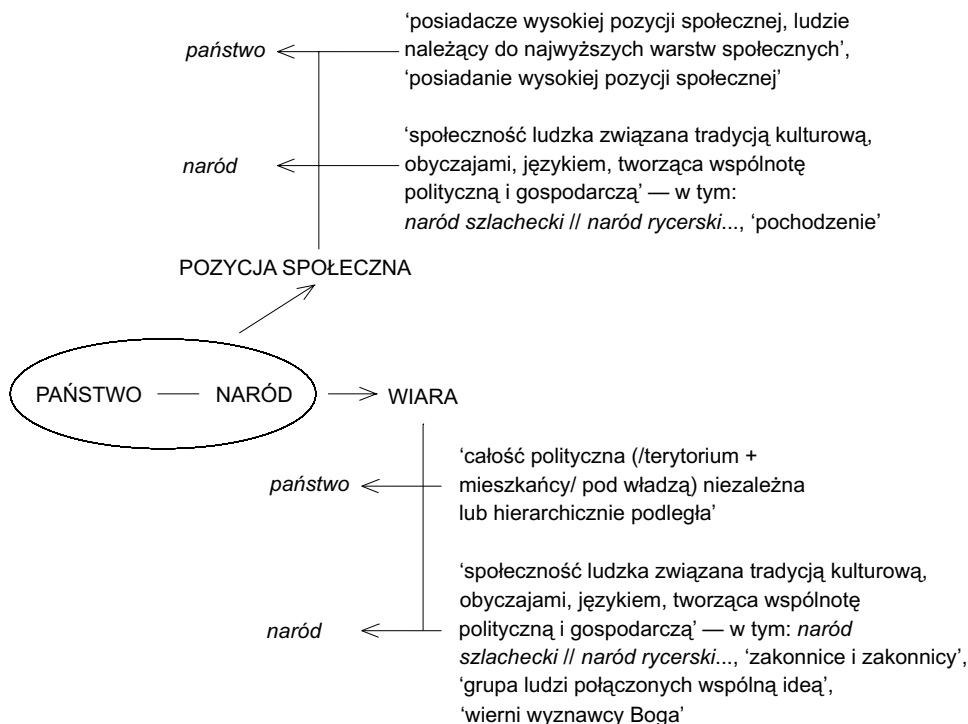 ‘posiadacze wysokiej pozycji społecznej, ludzie
państwo należący do najwyższych warstw społecznych’,
‘posiadanie wysokiej pozycji społecznej’
‘społeczność ludzka związana tradycją kulturową,
naród obyczajami, językiem, tworząca wspólnotę
polityczną i gospodarczą’ — w tym:
naród szlachecki // naród rycerski..., ‘pochodzenie’
POZYCJA SPOŁECZNA
PAŃSTWO NARÓD WIARA
‘całość polityczna (/terytorium +
państwo mieszkańcy/ pod władzą) niezależna
lub hierarchicznie podległa’
‘społeczność ludzka związana tradycją kulturową,
obyczajami, językiem, tworząca wspólnotę
naród polityczną i gospodarczą’ — w tym: naród
szlachecki // naród rycerski..., ‘zakonnice i zakonnicy’,
‘grupa ludzi połączonych wspólną ideą’,
‘wierni wyznawcy Boga’